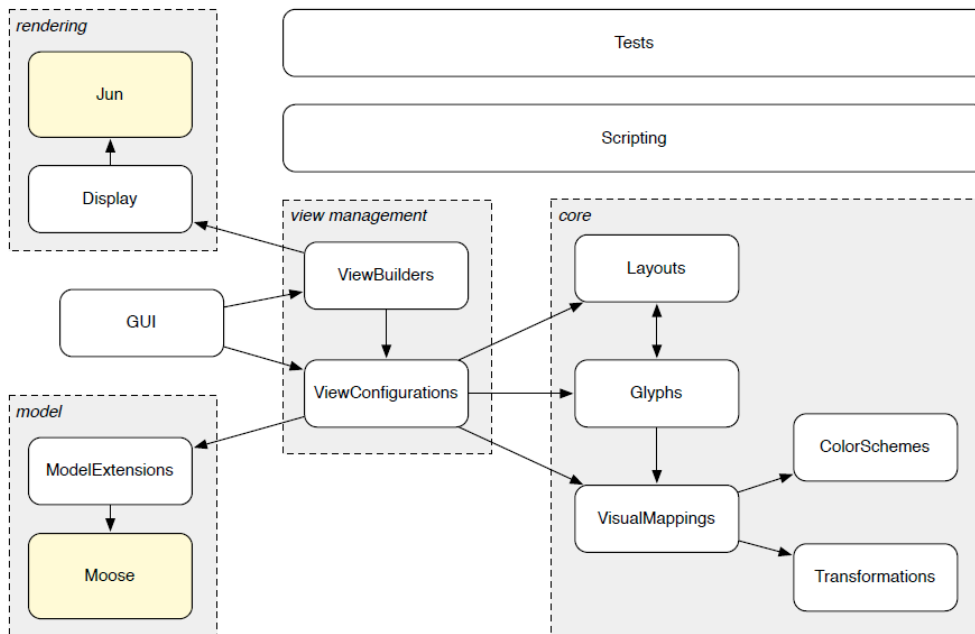 rendering
Jun
Display
Tests
Scripting
view management
ViewBuilders
ViewConfigurations
GUI
model
ModelExtensions
Moose
core
Layouts
Glyphs
VisualMappings
ColorSchemes
Transformations